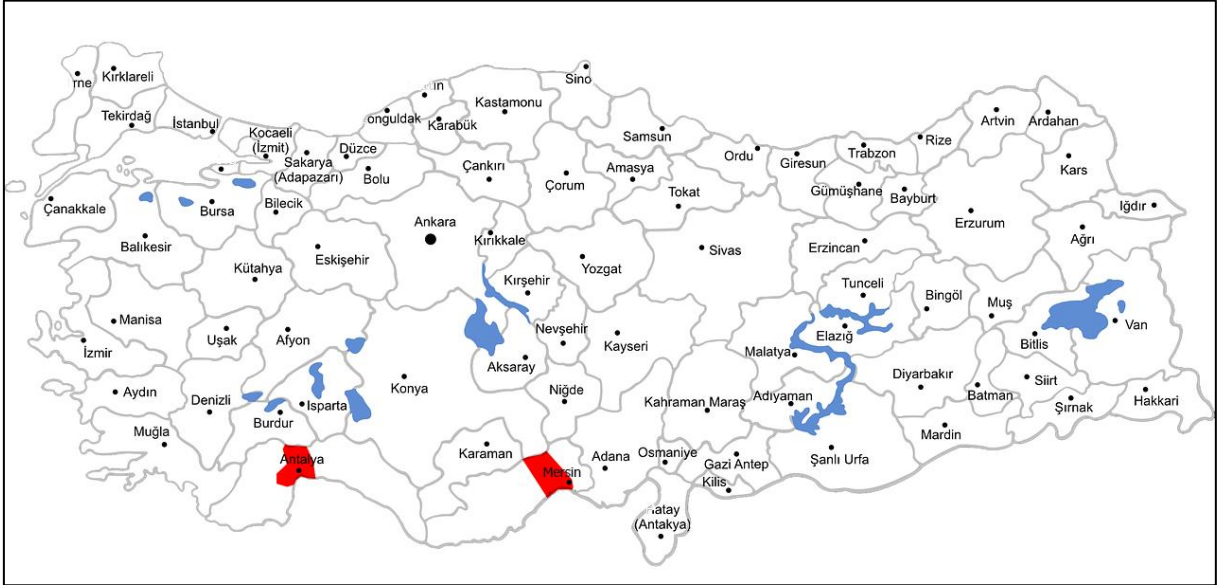 rne
Kırklareli
Tekirdağ
İstanbul
Kocaeli
(İzmit)
Sakarya
(Adapazarı)
Düzce
Bolu
onguldak
Karabük
Kastamonu
Sino
Samsun
Çankırı
Çorum
Amasya
Tokat
Ordu
Giresun
Trabzon
Rize
Artvin
Ardahan
Kars
Gümüşhane
Bayburt
Erzurum
Iğdır
Ağrı
Çanakkale
Balıkesir
Bursa
Bilecik
Eskişehir
Ankara
Kırıkkale
Yozgat
Sivas
Erzincan
Tunceli
Bingöl
Muş
Van
Bitlis
Kütahya
Manisa
İzmir
Uşak
Afyon
Kırşehir
Nevşehir
Aksaray
Kayseri
Malatya
Elazığ
Diyarbakır
Batman
Siirt
Şırnak
Hakkari
Aydın
Denizli
Muğla
Burdur
Isparta
Konya
Niğde
Kahraman Maraş
Adıyaman
Mardin
Şanlı Urfa
Antalya
Karaman
Mersin
Adana
Osmaniye
Gazi Antep
Kilis
atay
(Antakya)